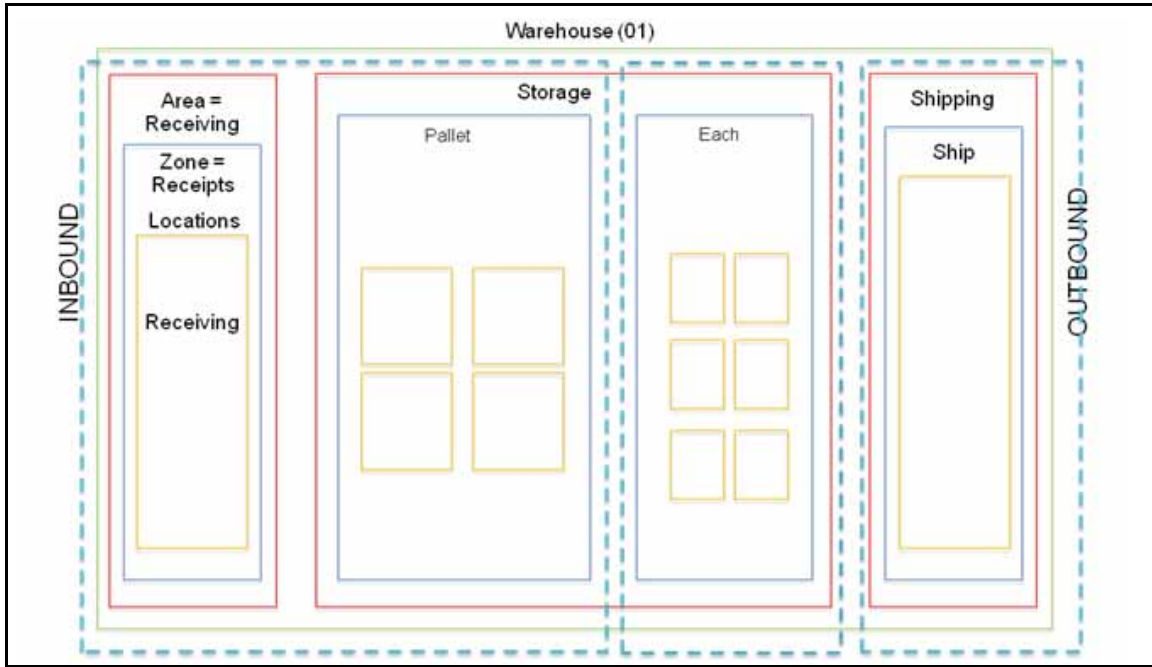 Warehouse (01)
INBOUND
Area =
Receiving
Zone =
Receipts
Locations
Receiving
Storage
Pallet
Each
Shipping
Ship
OUTBOUND